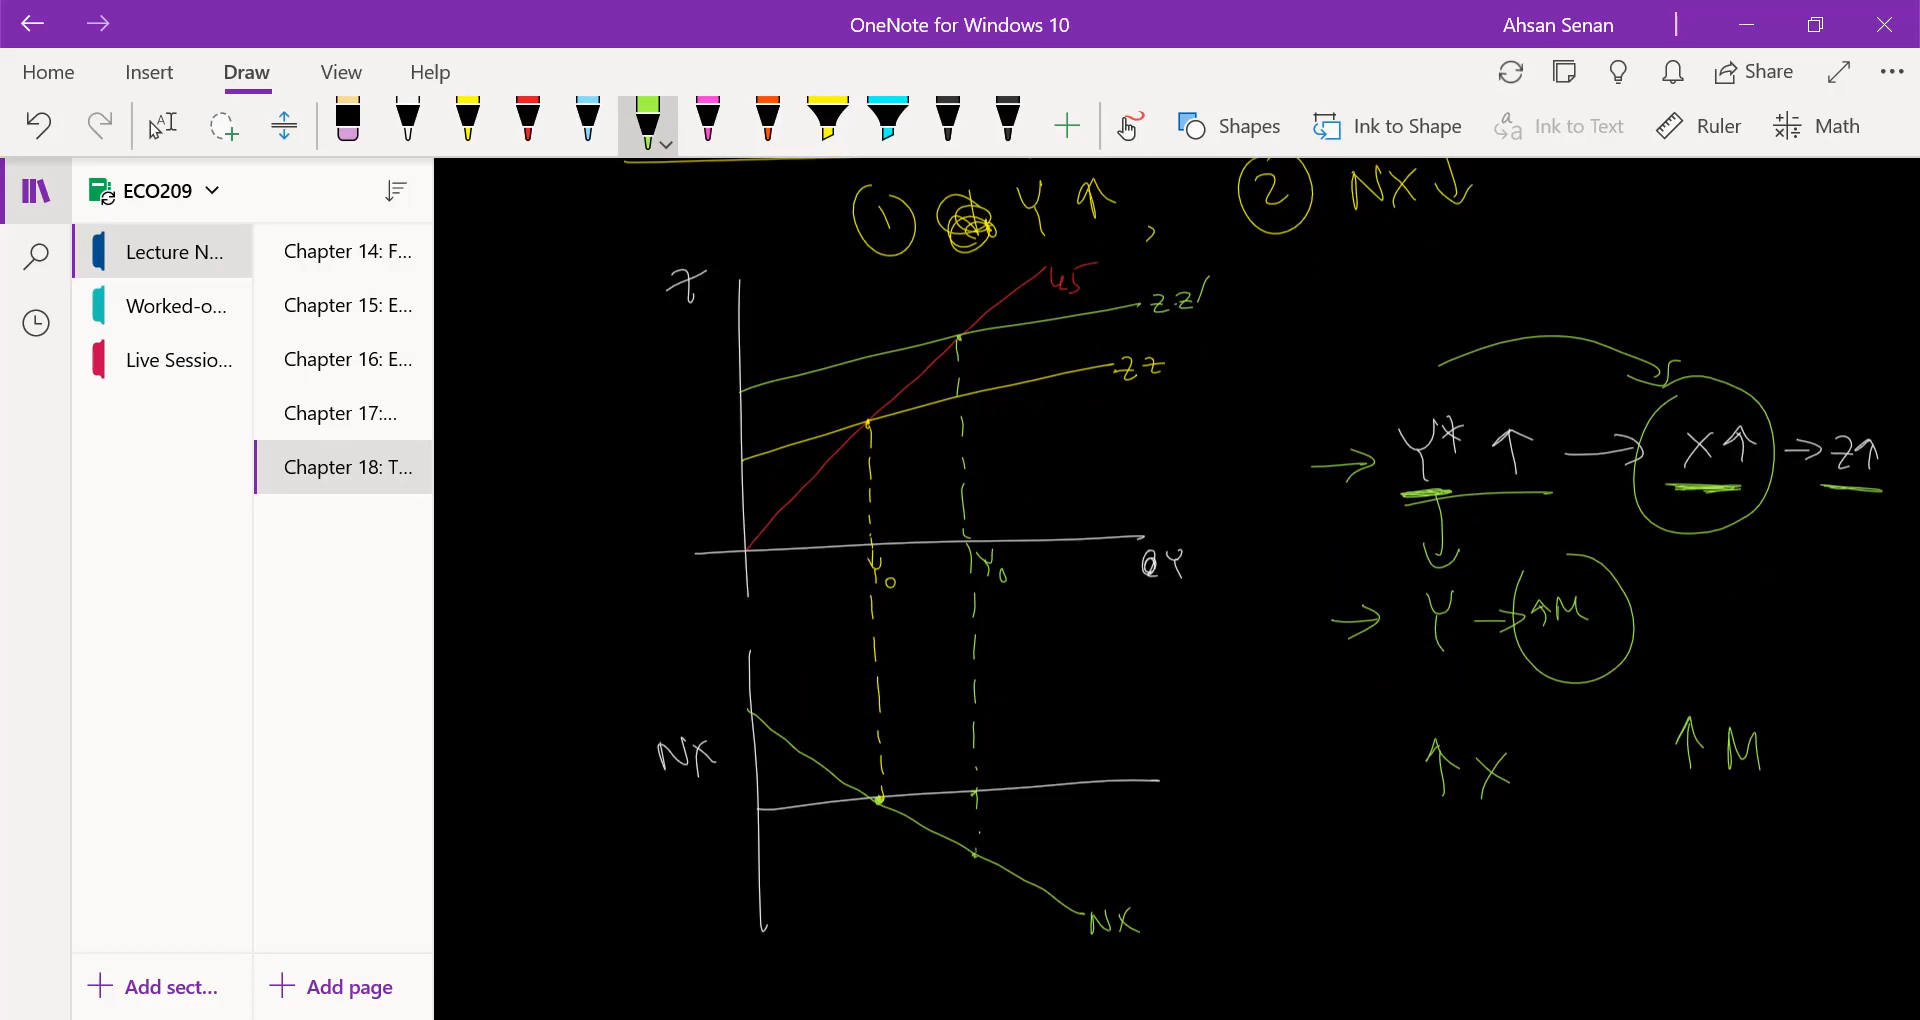 OneNote for Windows 10
Ahsan Senan
Home Insert Draw View Help
Share
Shapes Ink to Shape Ink to Text Ruler Math
ECO209
Lecture N...
Worked-o...
Live Sessio...
Chapter 14: F...
Chapter 15: E...
Chapter 16: E...
Chapter 17:...
Chapter 18: T...
Add sect...
Add page
① Y ↑ , ② NX ↓
Z
45
ZZ'
ZZ
Y* ↑ → X ↑ → Z ↑
Y₀
Y₀
Y
→ Y → ↑ M
NX
↑ X
↑ M
NX